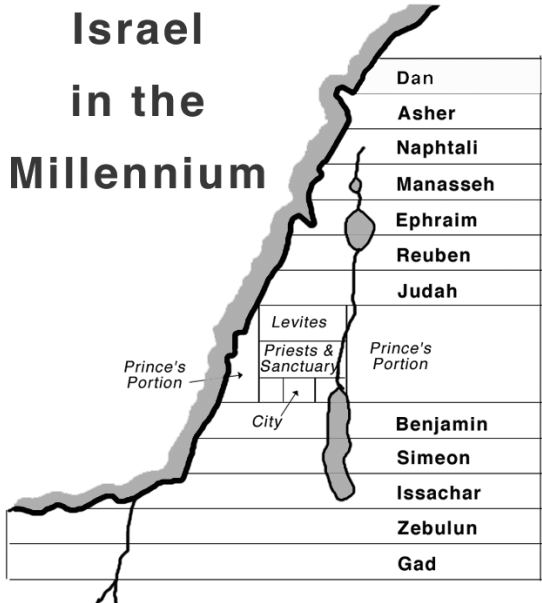 Israel
in the
Millennium
Dan
Asher
Naphtali
Manasseh
Ephraim
Reuben
Judah
Levites
Priests &
Sanctuary
Prince's
Portion
Prince's
Portion
City
Benjamin
Simeon
Issachar
Zebulun
Gad